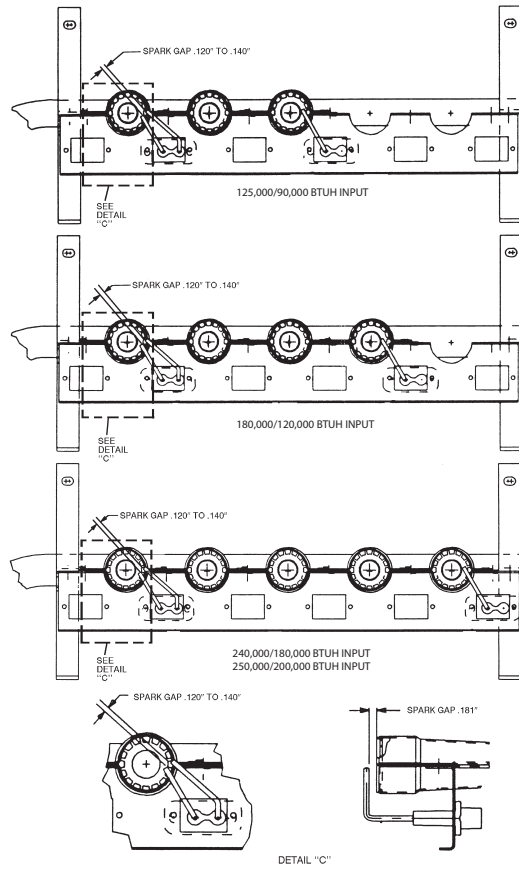 SPARK GAP .120" TO .140"
SEE
DETAIL
"C"
125,000/90,000 BTUH INPUT
SPARK GAP .120" TO .140"
SEE
DETAIL
"C"
180,000/120,000 BTUH INPUT
SPARK GAP .120" TO .140"
SEE
DETAIL
"C"
240,000/180,000 BTUH INPUT
250,000/200,000 BTUH INPUT
SPARK GAP .120" TO .140"
SPARK GAP .181"
DETAIL "C"